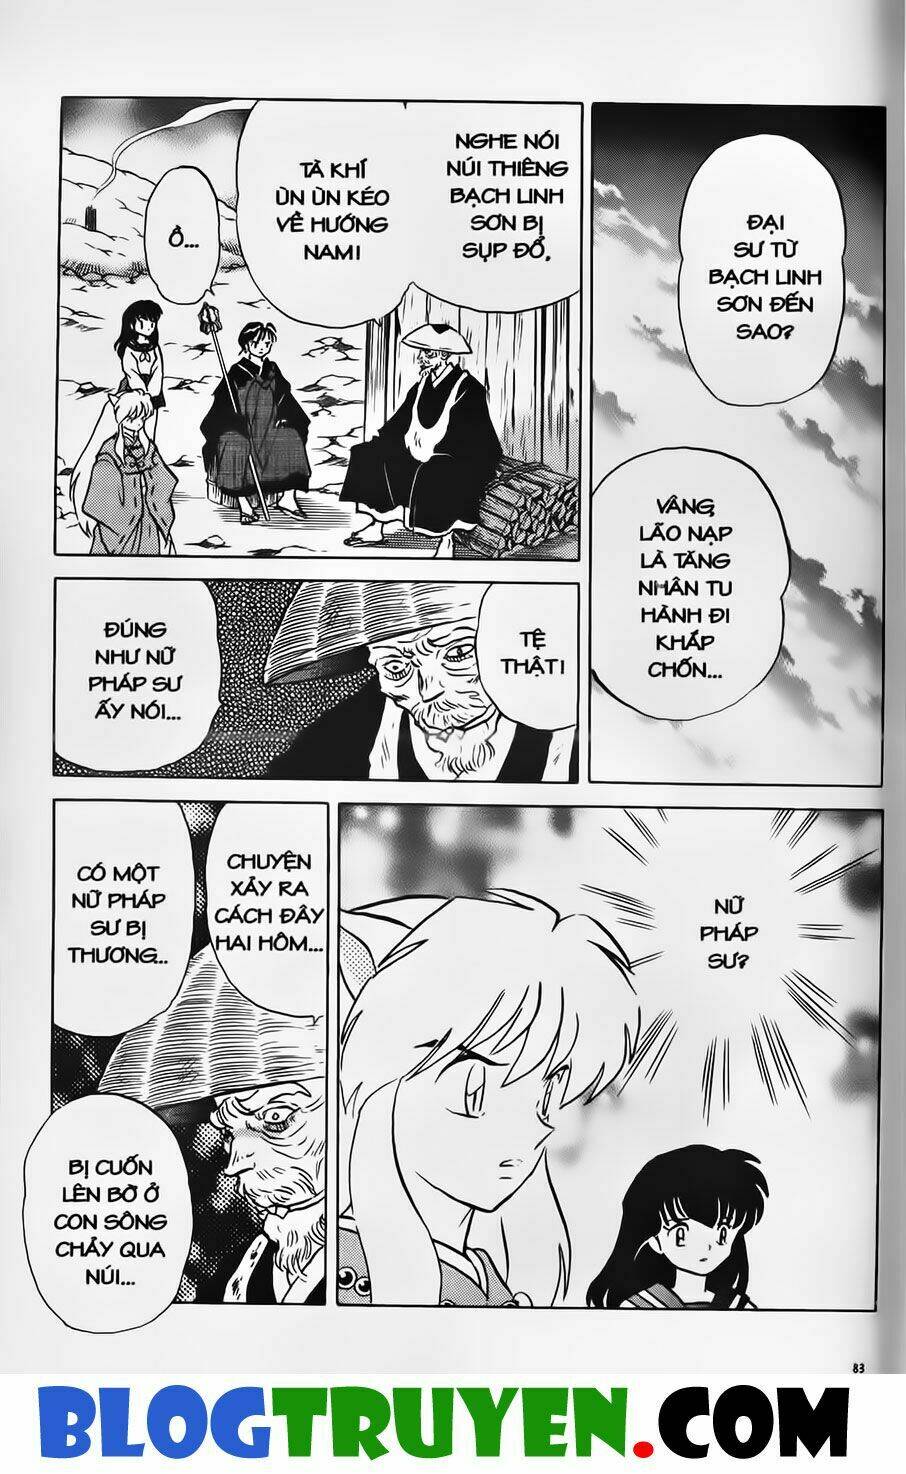 ĐẠI
SƯ TỪ
BẠCH LINH
SƠN ĐẾN
SAO?
VÂNG,
LÃO NẠP
LÀ TĂNG
NHÂN TU
HÀNH ĐI
KHẮP
CHỐN...
NGHE NÓI
NÚI THIÊNG
BẠCH LINH
SƠN BỊ
SỤP ĐỔ,
TÀ KHÍ
ÙN ÙN KÉO
VỀ HƯỚNG
NAM!
Ồ...
TỆ
THẬT!
ĐÚNG
NHƯ NỮ
PHÁP SƯ
ẤY NÓI...
NỮ
PHÁP
SƯ?
CHUYỆN
XẢY RA
CÁCH ĐÂY
HAI HÔM...
CÓ MỘT
NỮ PHÁP
SƯ BỊ
THƯƠNG...
BỊ CUỐN
LÊN BỜ Ở
CON SÔNG
CHẢY QUA
NÚI...
83
BLOGTRUYEN.COM